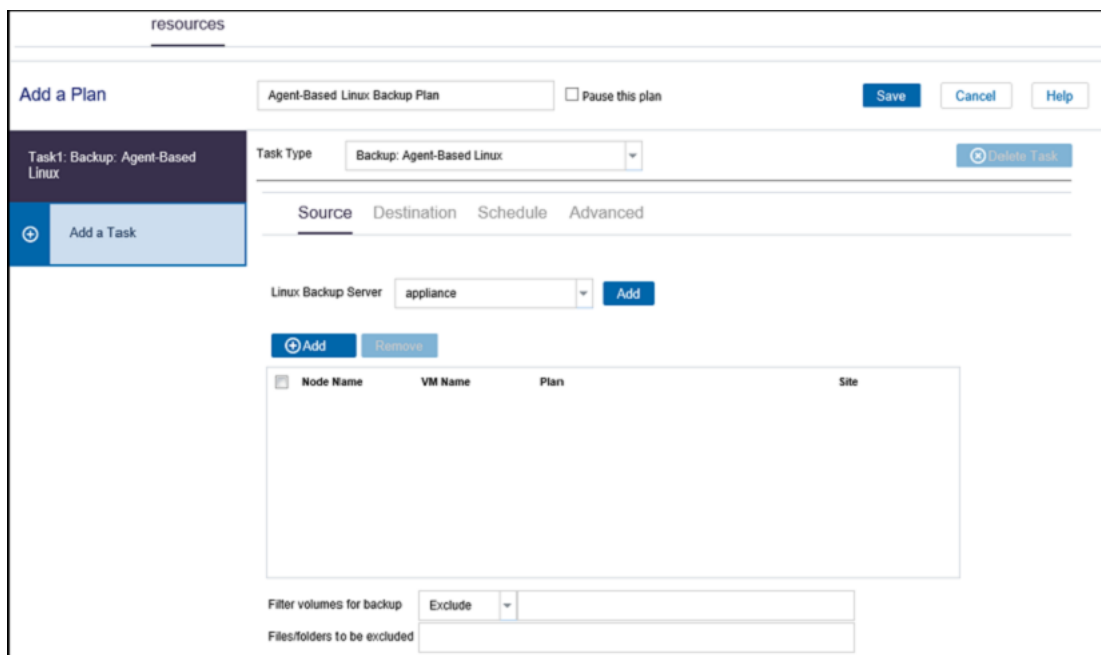 resources
Add a Plan
Agent-Based Linux Backup Plan
Pause this plan
Save
Cancel
Help
Task1: Backup: Agent-Based
Linux
Add a Task
Task Type
Backup: Agent-Based Linux
Delete Task
Source Destination Schedule Advanced
Linux Backup Server
appliance
Add
Add
Remove
Node Name VM Name Plan Site
Filter volumes for backup
Exclude
Files/folders to be excluded